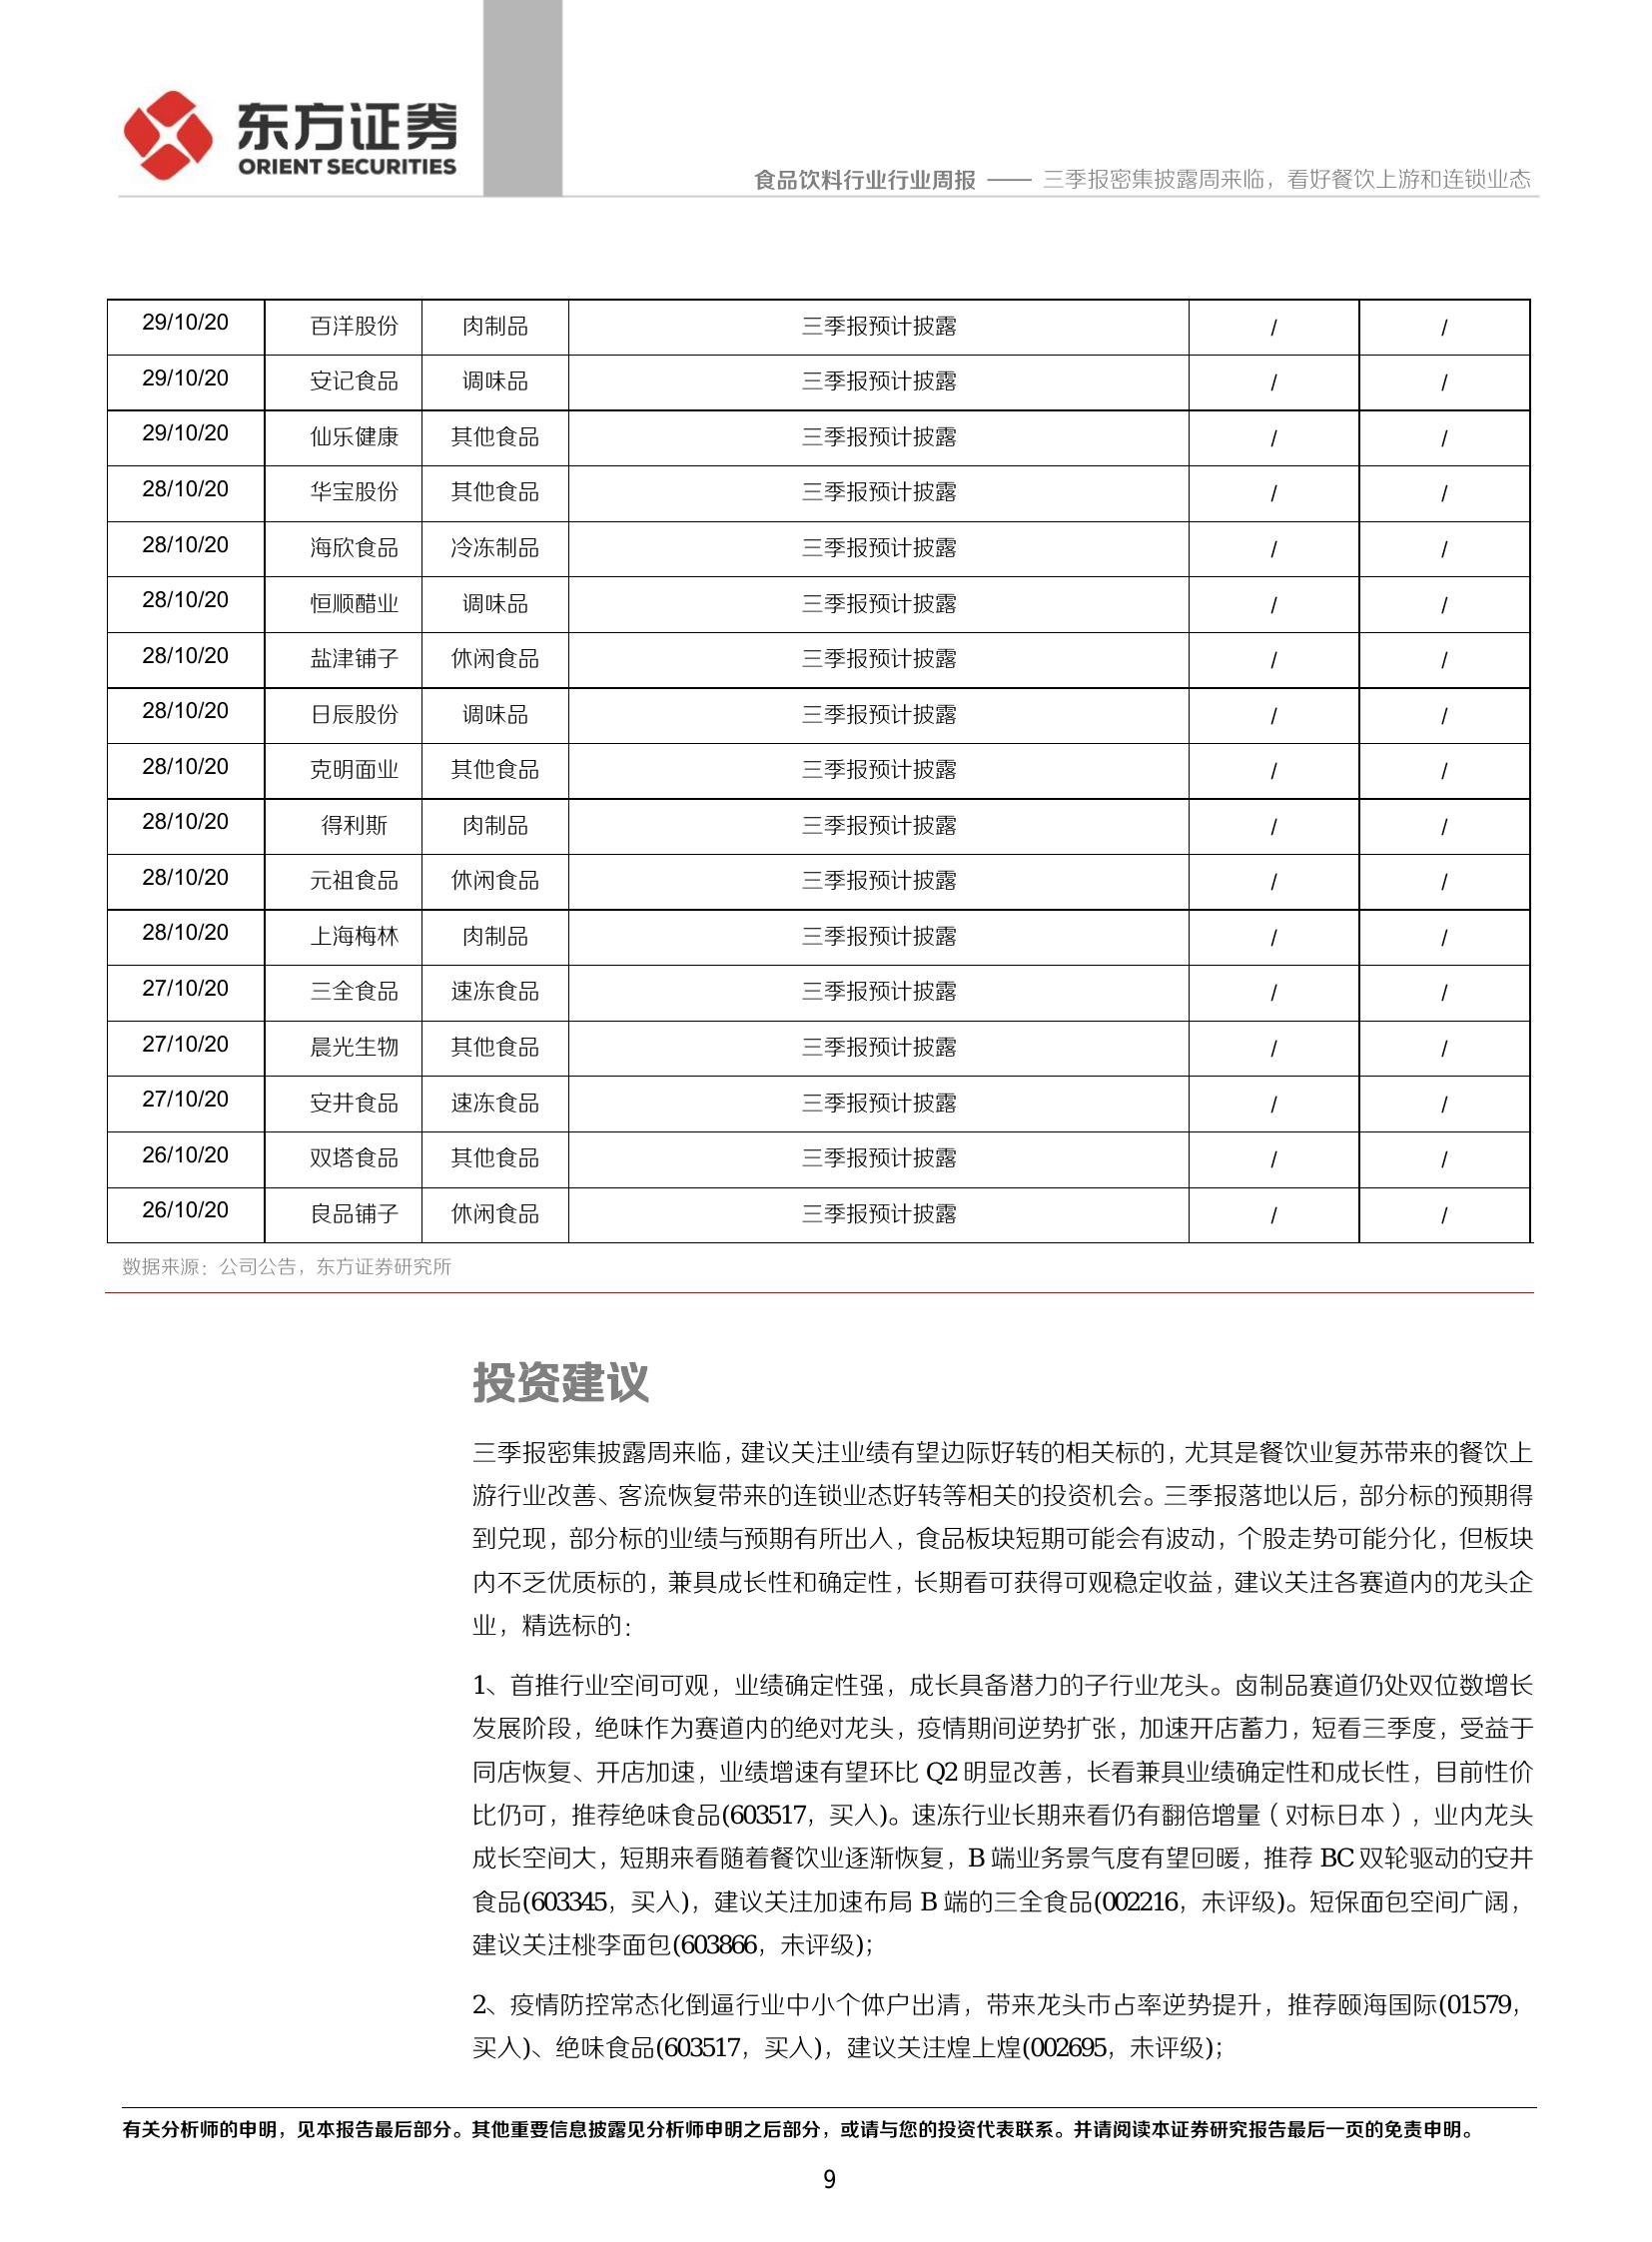 东方证券
ORIENT SECURITIES
食品饮料行业行业周报 —— 三季报密集披露周来临，看好餐饮上游和连锁业态
29/10/20 百洋股份 肉制品 三季报预计披露 / /
29/10/20 安记食品 调味品 三季报预计披露 / /
29/10/20 仙乐健康 其他食品 三季报预计披露 / /
28/10/20 华宝股份 其他食品 三季报预计披露 / /
28/10/20 海欣食品 冷冻制品 三季报预计披露 / /
28/10/20 恒顺醋业 调味品 三季报预计披露 / /
28/10/20 盐津铺子 休闲食品 三季报预计披露 / /
28/10/20 日辰股份 调味品 三季报预计披露 / /
28/10/20 克明面业 其他食品 三季报预计披露 / /
28/10/20 得利斯 肉制品 三季报预计披露 / /
28/10/20 元祖食品 休闲食品 三季报预计披露 / /
28/10/20 上海梅林 肉制品 三季报预计披露 / /
27/10/20 三全食品 速冻食品 三季报预计披露 / /
27/10/20 晨光生物 其他食品 三季报预计披露 / /
27/10/20 安井食品 速冻食品 三季报预计披露 / /
26/10/20 双塔食品 其他食品 三季报预计披露 / /
26/10/20 良品铺子 休闲食品 三季报预计披露 / /
数据来源：公司公告，东方证券研究所
投资建议
三季报密集披露周来临，建议关注业绩有望边际好转的相关标的，尤其是餐饮业复苏带来的餐饮上
游行业改善、客流恢复带来的连锁业态好转等相关的投资机会。三季报落地以后，部分标的预期得
到兑现，部分标的业绩与预期有所出入，食品板块短期可能会有波动，个股走势可能分化，但板块
内不乏优质标的，兼具成长性和确定性，长期看可获得可观稳定收益，建议关注各赛道内的龙头企
业，精选标的：
1、首推行业空间可观，业绩确定性强，成长具备潜力的子行业龙头。卤制品赛道仍处双位数增长
发展阶段，绝味作为赛道内的绝对龙头，疫情期间逆势扩张，加速开店蓄力，短看三季度，受益于
同店恢复、开店加速，业绩增速有望环比 Q2 明显改善，长看兼具业绩确定性和成长性，目前性价
比仍可，推荐绝味食品(603517，买入)。速冻行业长期来看仍有翻倍增量（对标日本），业内龙头
成长空间大，短期来看随着餐饮业逐渐恢复，B 端业务景气度有望回暖，推荐 BC 双轮驱动的安井
食品(603345，买入)，建议关注加速布局 B 端的三全食品(002216，未评级)。短保面包空间广阔，
建议关注桃李面包(603866，未评级)；
2、疫情防控常态化倒逼行业中小个体户出清，带来龙头市占率逆势提升，推荐颐海国际(01579，
买入)、绝味食品(603517，买入)，建议关注煌上煌(002695，未评级)；
有关分析师的申明，见本报告最后部分。其他重要信息披露见分析师申明之后部分，或请与您的投资代表联系。并请阅读本证券研究报告最后一页的免责申明。
9